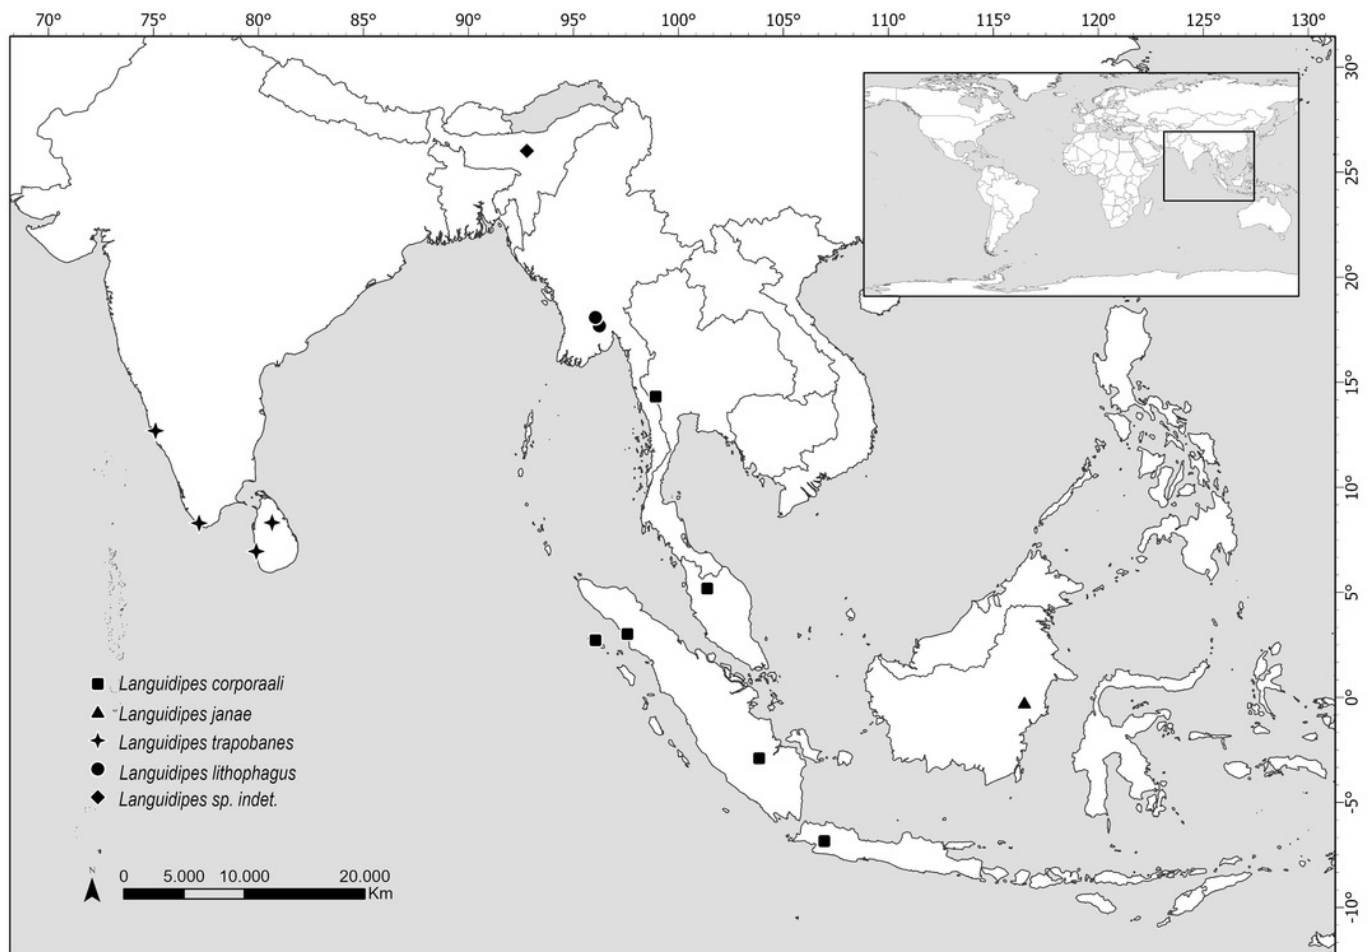 70° 75° 80° 85° 90° 95° 100° 105° 110° 115° 120° 125° 130°
30°
25°
20°
15°
10°
5°
0°
-5°
-10°
Languidipes corporaali
Languidipes janae
Languidipes trapobanes
Languidipes lithophagus
Languidipes sp. indet.
N
0 5.000 10.000 20.000
Km